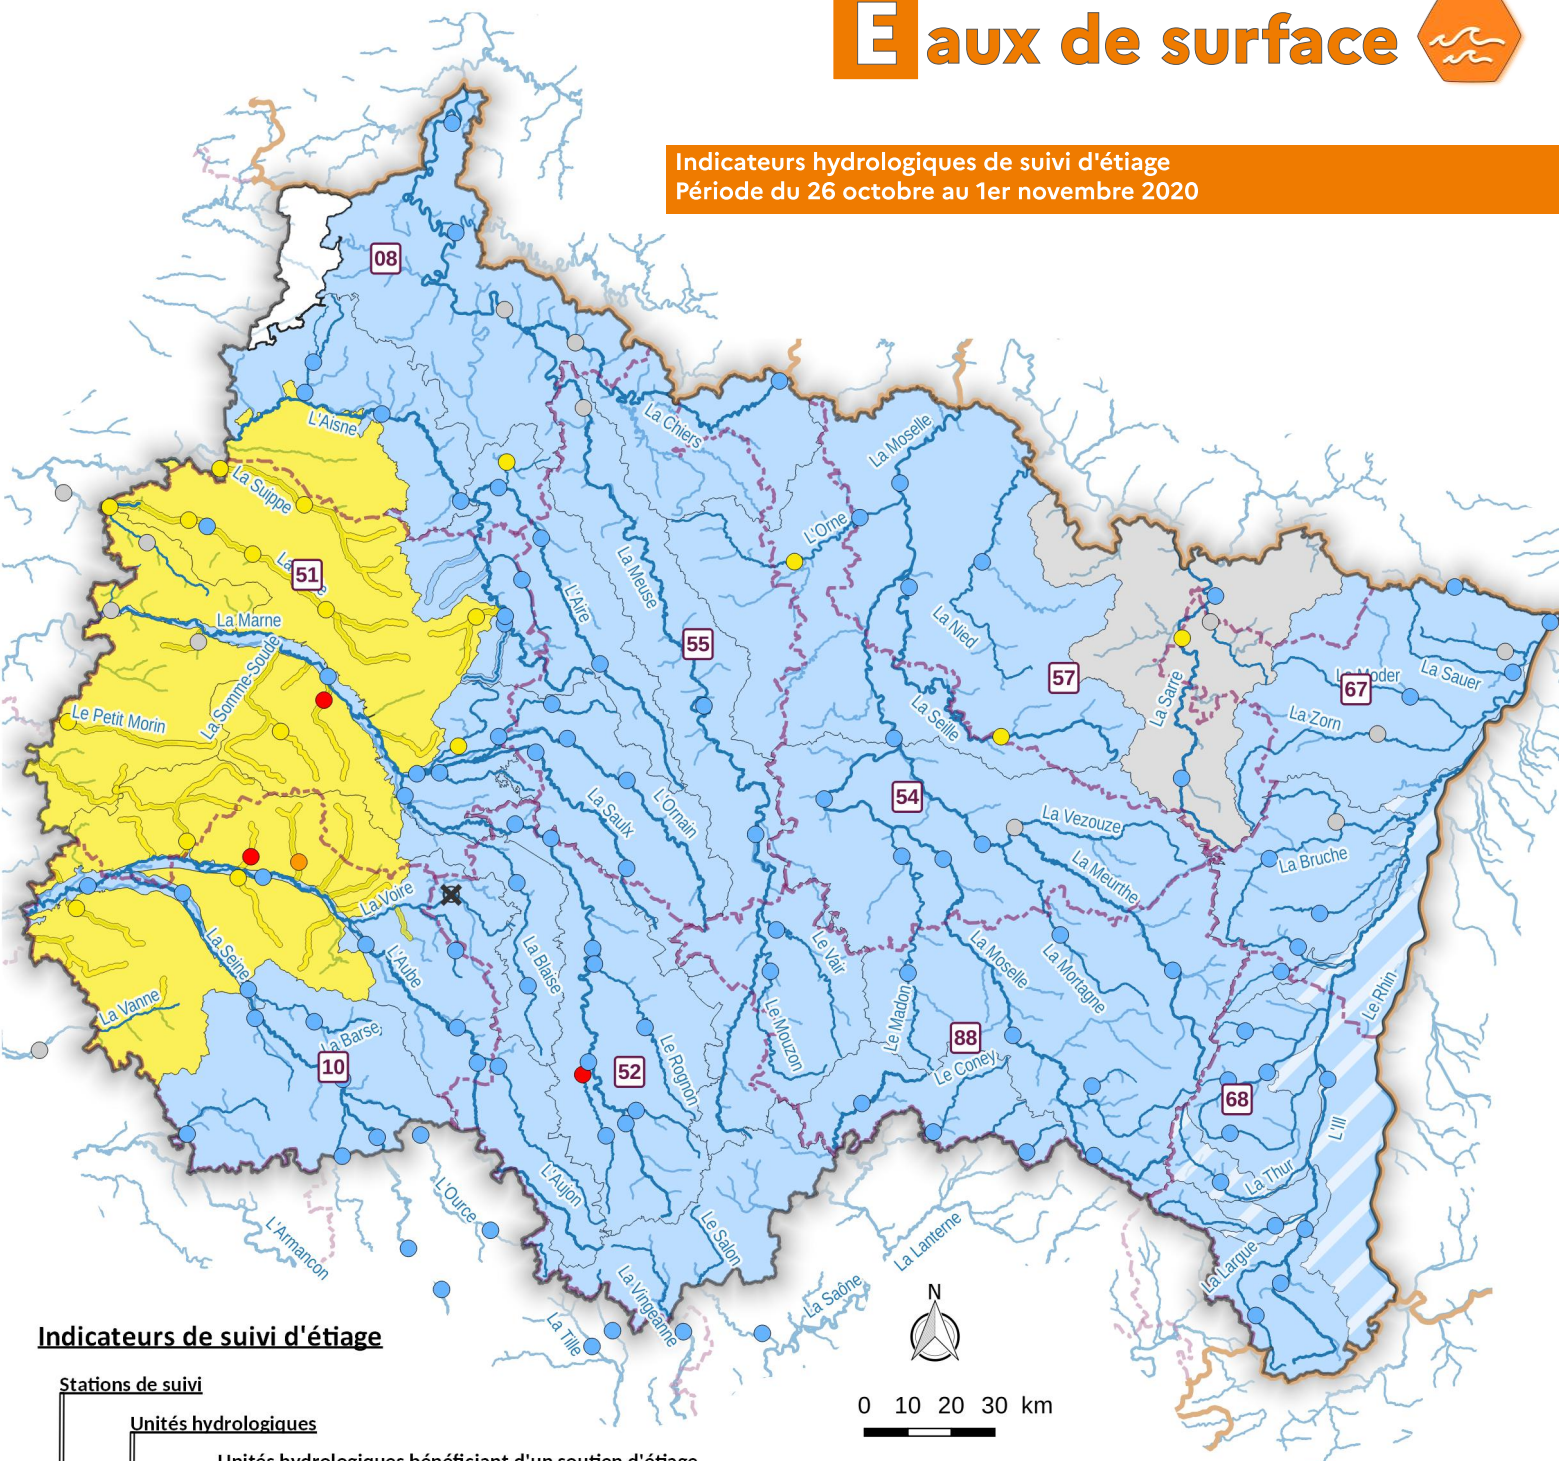 Eaux de surface
Indicateurs hydrologiques de suivi d'étiage
Période du 26 octobre au 1er novembre 2020
08
L'Aisne
La Chiers
La Moselle
La Suippe
51
La Marne
L'Orne
La Meuse
L'Aire
La Nied
55
57
La Somme-Soude
Le Petit Morin
La Sarre
67
La Sauer
La Zorn
La Seille
54
La Saulx
L'Ornain
La Vezouze
La Meurthe
La Bruche
La Voire
La Seine
L'Aube
La Blaise
Le Vair
La Moselle
La Mortagne
Le Rhin
La Vanne
La Barse
10
52
Le Rognon
Le Mouzon
Le Madon
88
Le Coney
68
L'Ill
La Thur
L'Aujon
L'Ource
L'Armançon
Le Salon
La Lanterne
La Largue
La Vingeanne
La Saône
La Tille
N
0 10 20 30 km
Indicateurs de suivi d'étiage
Stations de suivi
Unités hydrologiques
Unités hydrologiques bénéficiant d'un soutien d'étiage